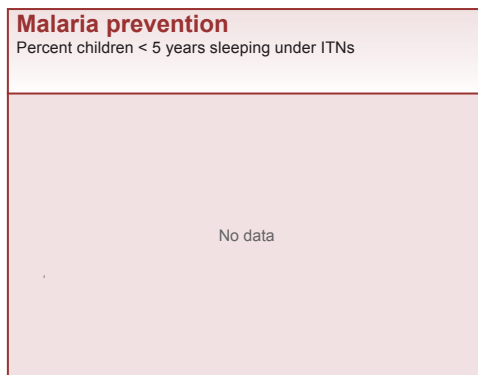 Malaria prevention
Percent children < 5 years sleeping under ITNs
No data